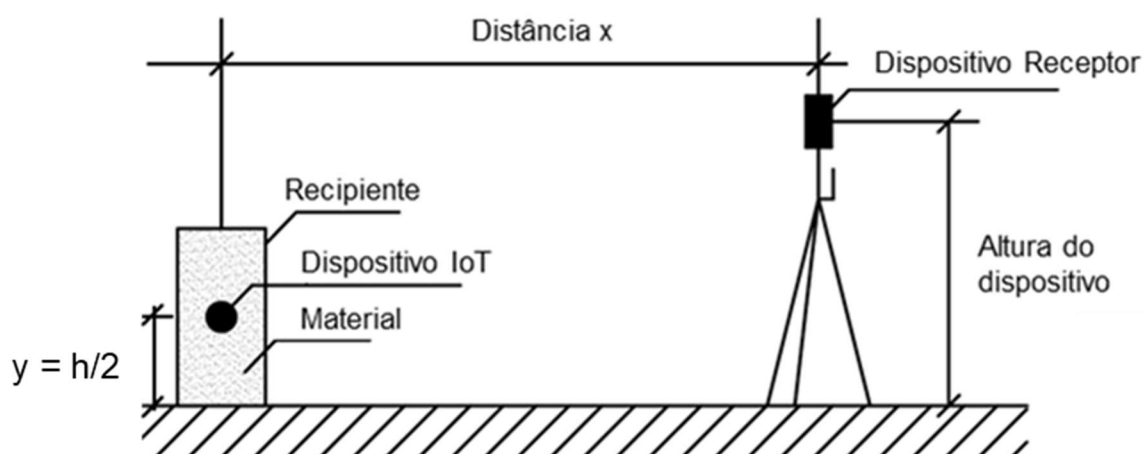 Distância x
Dispositivo Receptor
Recipiente
Dispositivo IoT
Material
Altura do
dispositivo
y = h/2